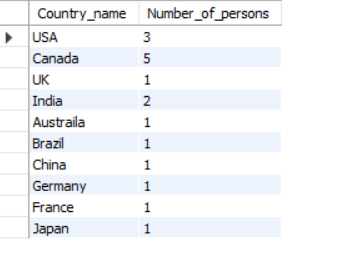 Country_name Number_of_persons
USA 3
Canada 5
UK 1
India 2
Austraila 1
Brazil 1
China 1
Germany 1
France 1
Japan 1